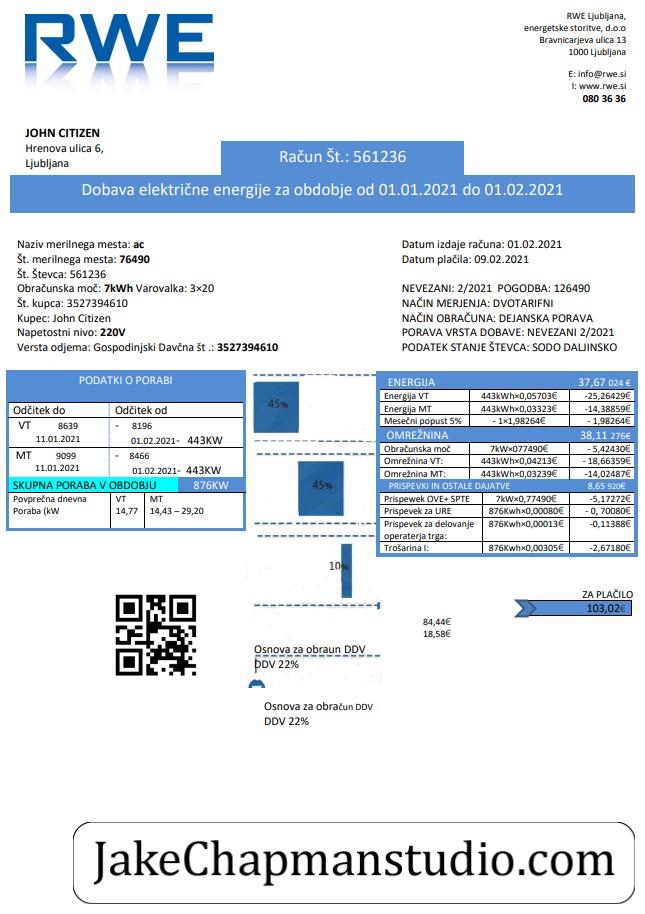 RWE
RWE Ljubljana,
energetske storitve, d.o.o
Bravnicarjeva ulica 13
1000 Ljubljana
E: info@rwe.si
I: www.rwe.si
080 36 36
JOHN CITIZEN
Hrenova ulica 6,
Ljubljana
Račun Št.: 561236
Dobava električne energije za obdobje od 01.01.2021 do 01.02.2021
Naziv merilnega mesta: ac
Št. merilnega mesta: 76490
Št. Števca: 561236
Obračunska moč: 7kWh Varovalka: 3×20
Št. kupca: 3527394610
Kupec: John Citizen
Napetostni nivo: 220V
Versta odjema: Gospodinjski Davčna št .: 3527394610
Datum izdaje računa: 01.02.2021
Datum plačila: 09.02.2021
NEVEZANI: 2/2021 POGODBA: 126490
NAČIN MERJENJA: DVOTARIFNI
NAČIN OBRAČUNA: DEJANSKA PORAVA
PORAVA VRSTA DOBAVE: NEVEZANI 2/2021
PODATEK STANJE ŠTEVCA: SODO DALJINSKO
PODATKI O PORABI
Odčitek do Odčitek od
VT 8639 - 8196
11.01.2021 01.02.2021- 443KW
MT 9099 - 8466
11.01.2021 01.02.2021- 443KW
SKUPNA PORABA V OBDOBJU 876KW
Povprečna dnevna VT MT
Poraba (kW 14,77 14,43 – 29,20
45%
45%
10%
Osnova za obraun DDV
DDV 22%
Osnova za obračun DDV
DDV 22%
ENERGIJA 37,67 024 €
Energija VT 443kWh×0,05703€ -25,26429€
Energija MT 443kWh×0,03323€ -14,38859€
Mesečni popust 5% - 1×1,98264€ - 1,98264€
OMREŽNINA 38,11 276€
Obračunska moč 7kW×077490€ - 5,42430€
Omrežnina VT: 443kWh×0,04213€ - 18,66359€
Omrežnina MT: 443kWh×0,03239€ -14,02487€
PRISPEVKI IN OSTALE DAJATVE 8,65 920€
Prispewek OVE+ SPTE 7kW×0,77490€ -5,17272€
Prispevek za URE 876Kwh×0,00080€ - 0, 70080€
Prispevek za delovanje 876Kwh×0,00013€ -0,11388€
operaterja trga:
Trošarina I: 876Kwh×0,00305€ -2,67180€
ZA PLAČILO
103,02€
84,44€
18,58€
JakeChapmanstudio.com